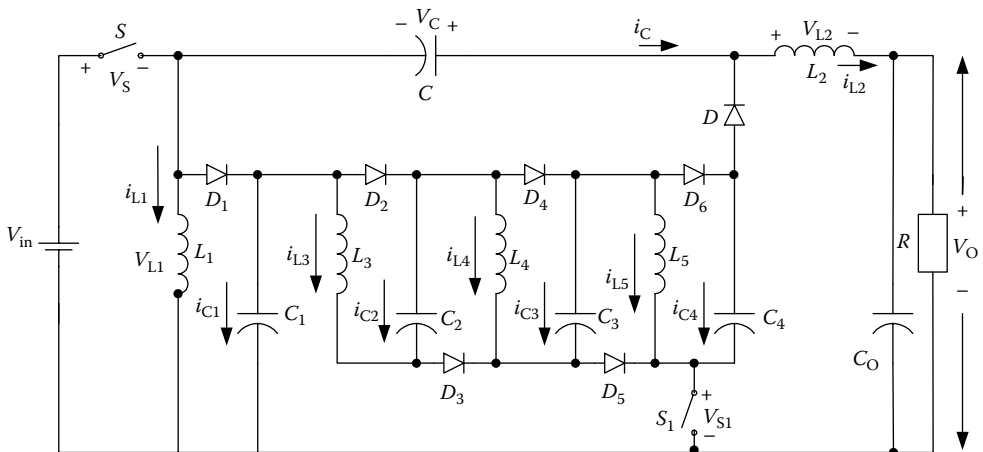 S
+ V_S −
− V_C +
C
i_C
+ V_L2 −
L_2
i_L2
D
i_L1
D_1
D_2
D_4
D_6
V_in
V_L1
L_1
i_L3
L_3
i_L4
L_4
i_L5
L_5
R
+
V_O
−
i_C1
C_1
i_C2
C_2
i_C3
C_3
i_C4
C_4
C_O
D_3
D_5
S_1
+
V_S1
−